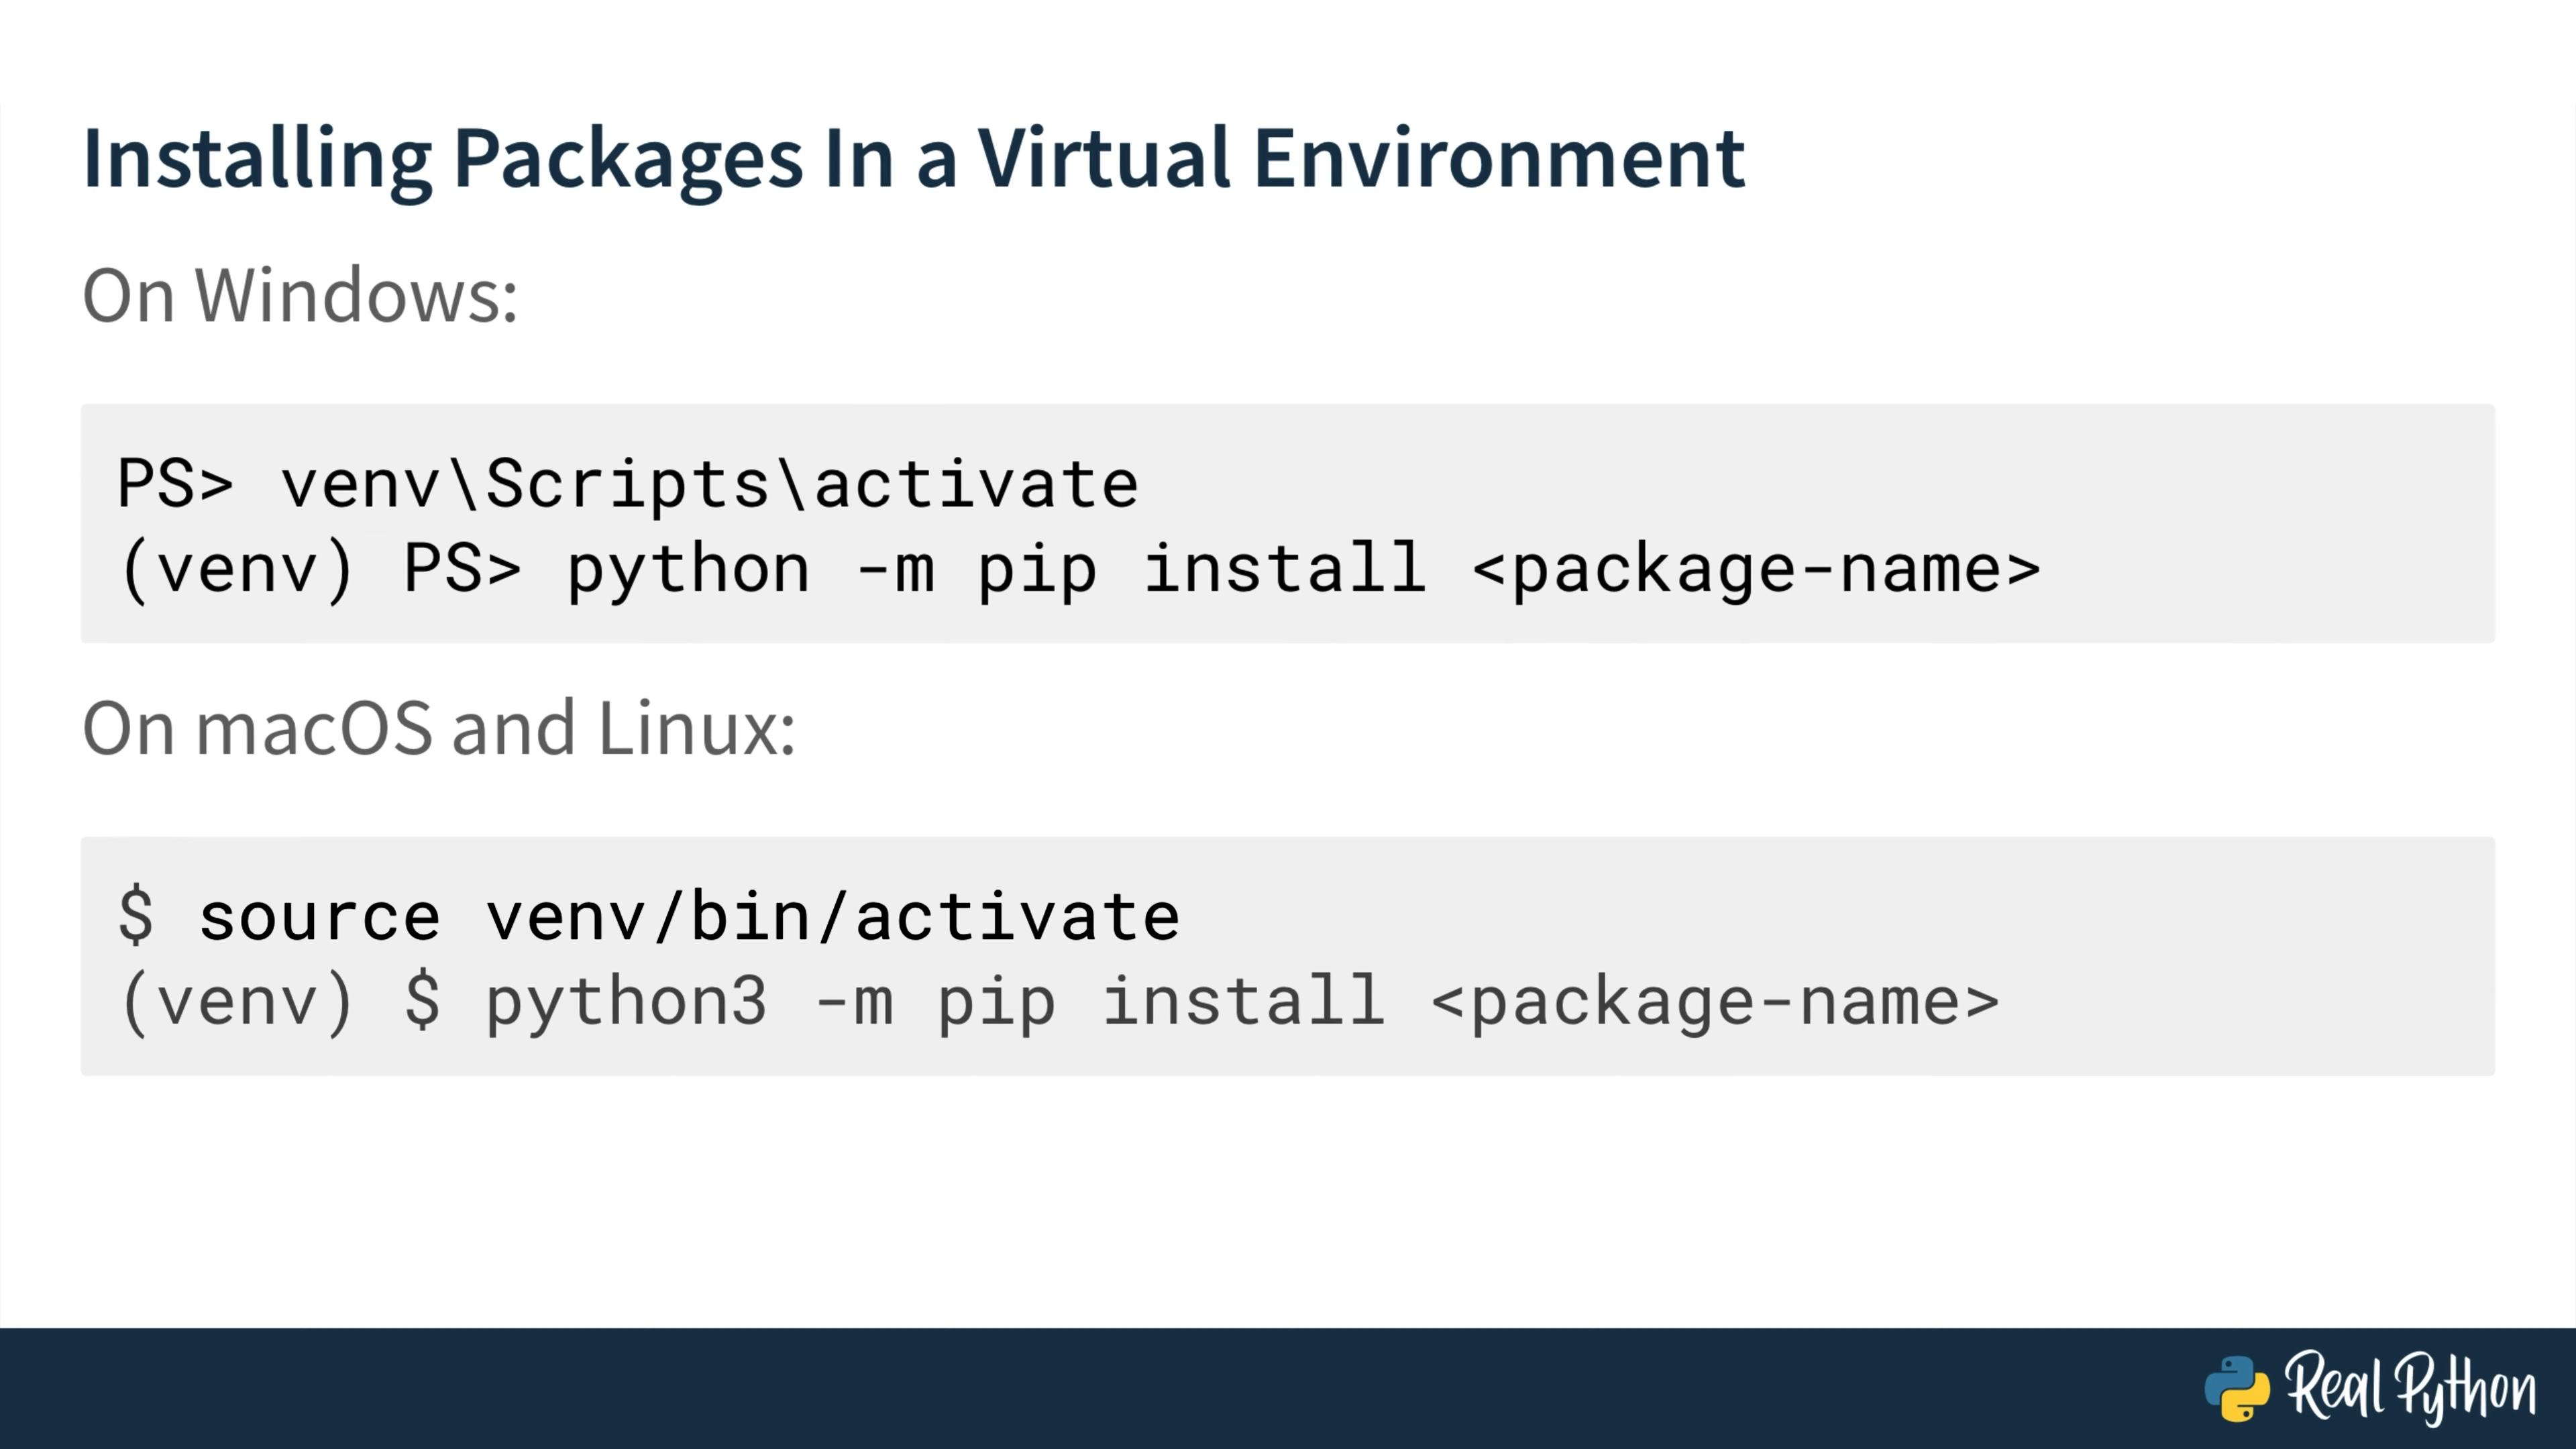 Installing Packages In a Virtual Environment
On Windows:
PS> venv\Scripts\activate
(venv) PS> python -m pip install <package-name>
On macOS and Linux:
$ source venv/bin/activate
(venv) $ python3 -m pip install <package-name>
Real Python